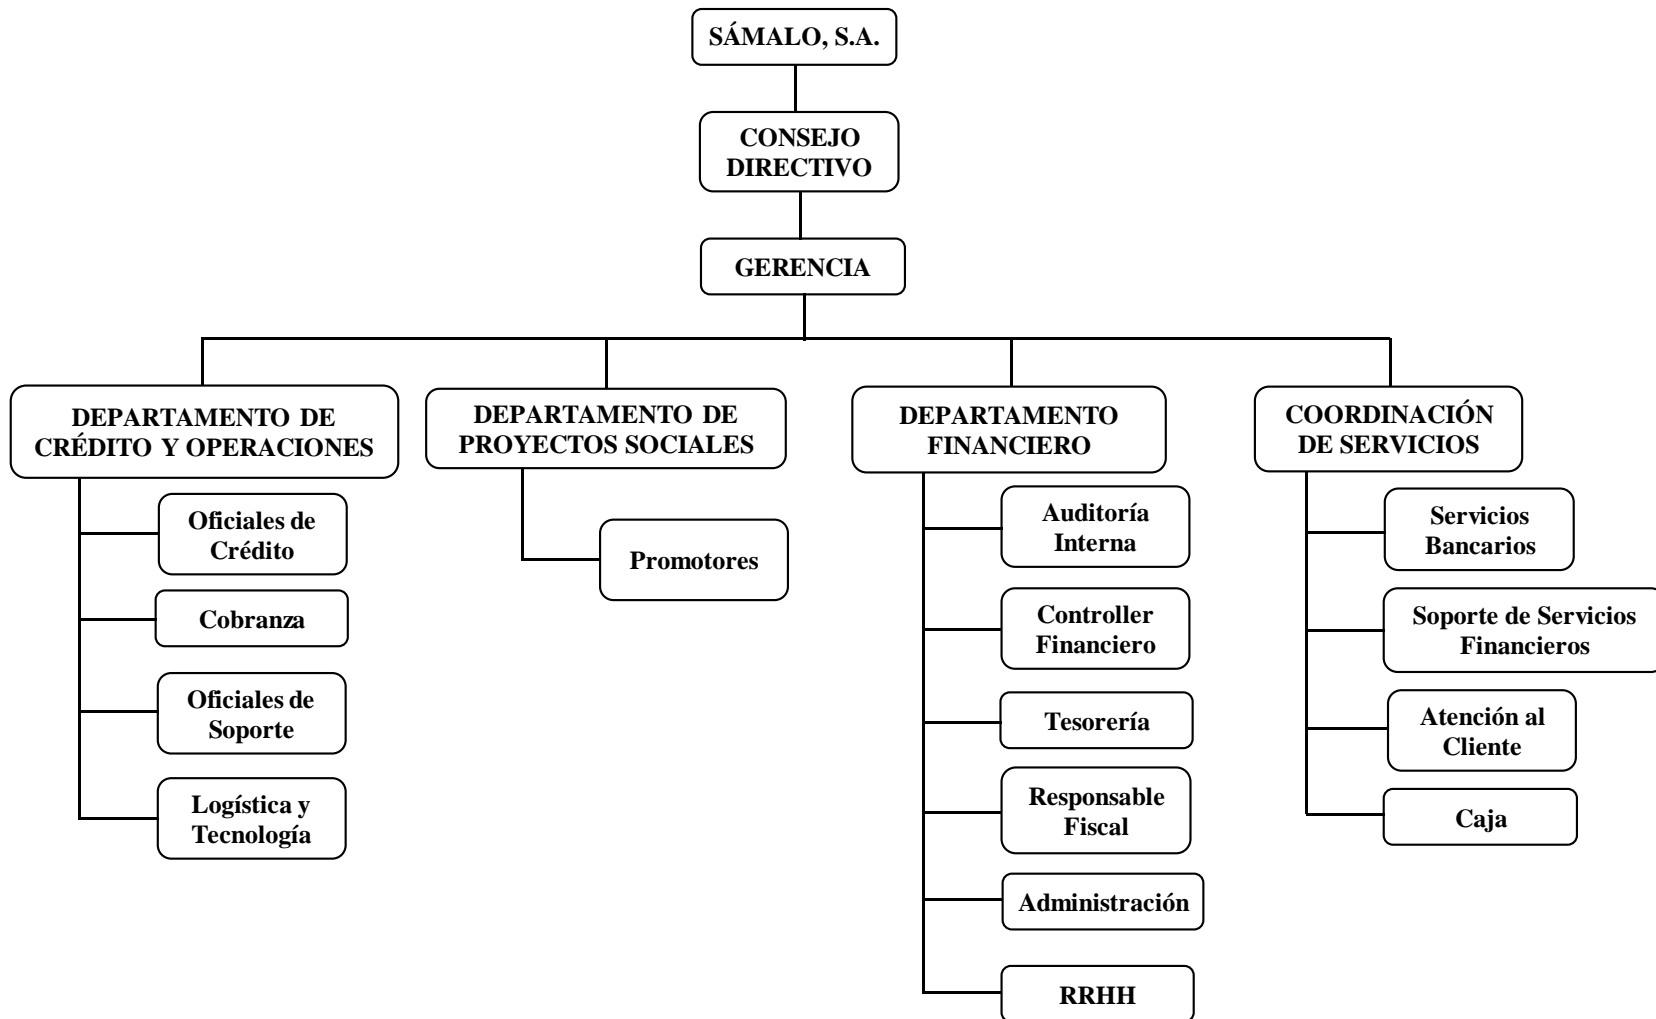 SÁMALO, S.A.
CONSEJO
DIRECTIVO
GERENCIA
DEPARTAMENTO DE
CRÉDITO Y OPERACIONES
Oficiales de
Crédito
Cobranza
Oficiales de
Soporte
Logística y
Tecnología
DEPARTAMENTO DE
PROYECTOS SOCIALES
Promotores
DEPARTAMENTO
FINANCIERO
Auditoría
Interna
Controller
Financiero
Tesorería
Responsable
Fiscal
Administración
RRHH
COORDINACIÓN
DE SERVICIOS
Servicios
Bancarios
Soporte de Servicios
Financieros
Atención al
Cliente
Caja